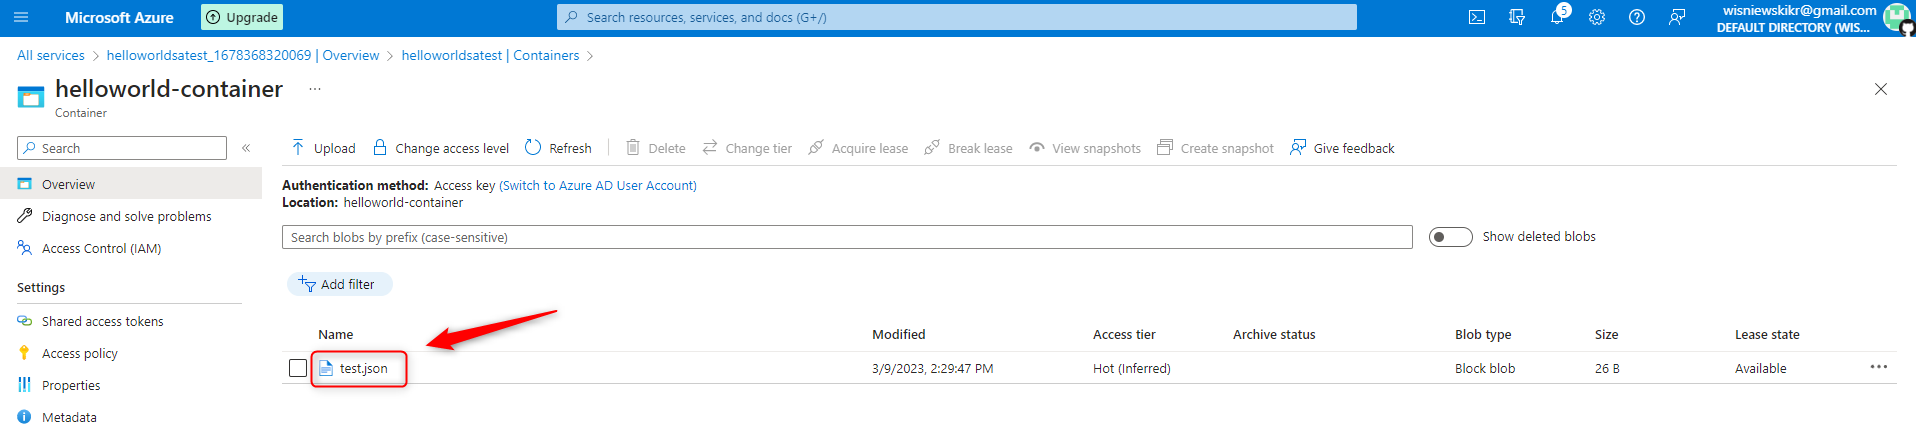 Microsoft Azure
Upgrade
Search resources, services, and docs (G+/)
5
wisniewskikr@gmail.com
DEFAULT DIRECTORY (WIS...
All services > helloworldsatest_1678368320069 | Overview > helloworldsatest | Containers >
helloworld-container ...
Container
Search «
Upload Change access level Refresh Delete Change tier Acquire lease Break lease View snapshots Create snapshot Give feedback
Overview
Diagnose and solve problems
Access Control (IAM)
Settings
Shared access tokens
Access policy
Properties
Metadata
Authentication method: Access key (Switch to Azure AD User Account)
Location: helloworld-container
Search blobs by prefix (case-sensitive)
Show deleted blobs
Add filter
Name Modified Access tier Archive status Blob type Size Lease state
test.json 3/9/2023, 2:29:47 PM Hot (Inferred) Block blob 26 B Available ...